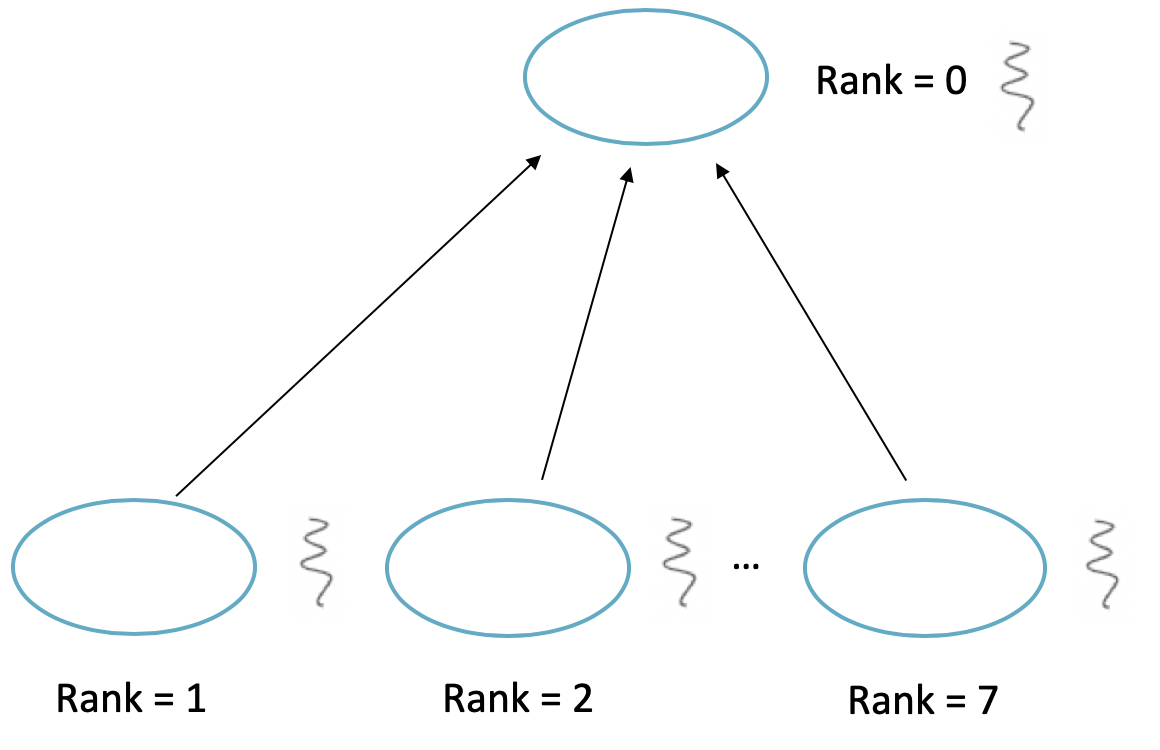 Rank = 0
...
Rank = 1
Rank = 2
Rank = 7